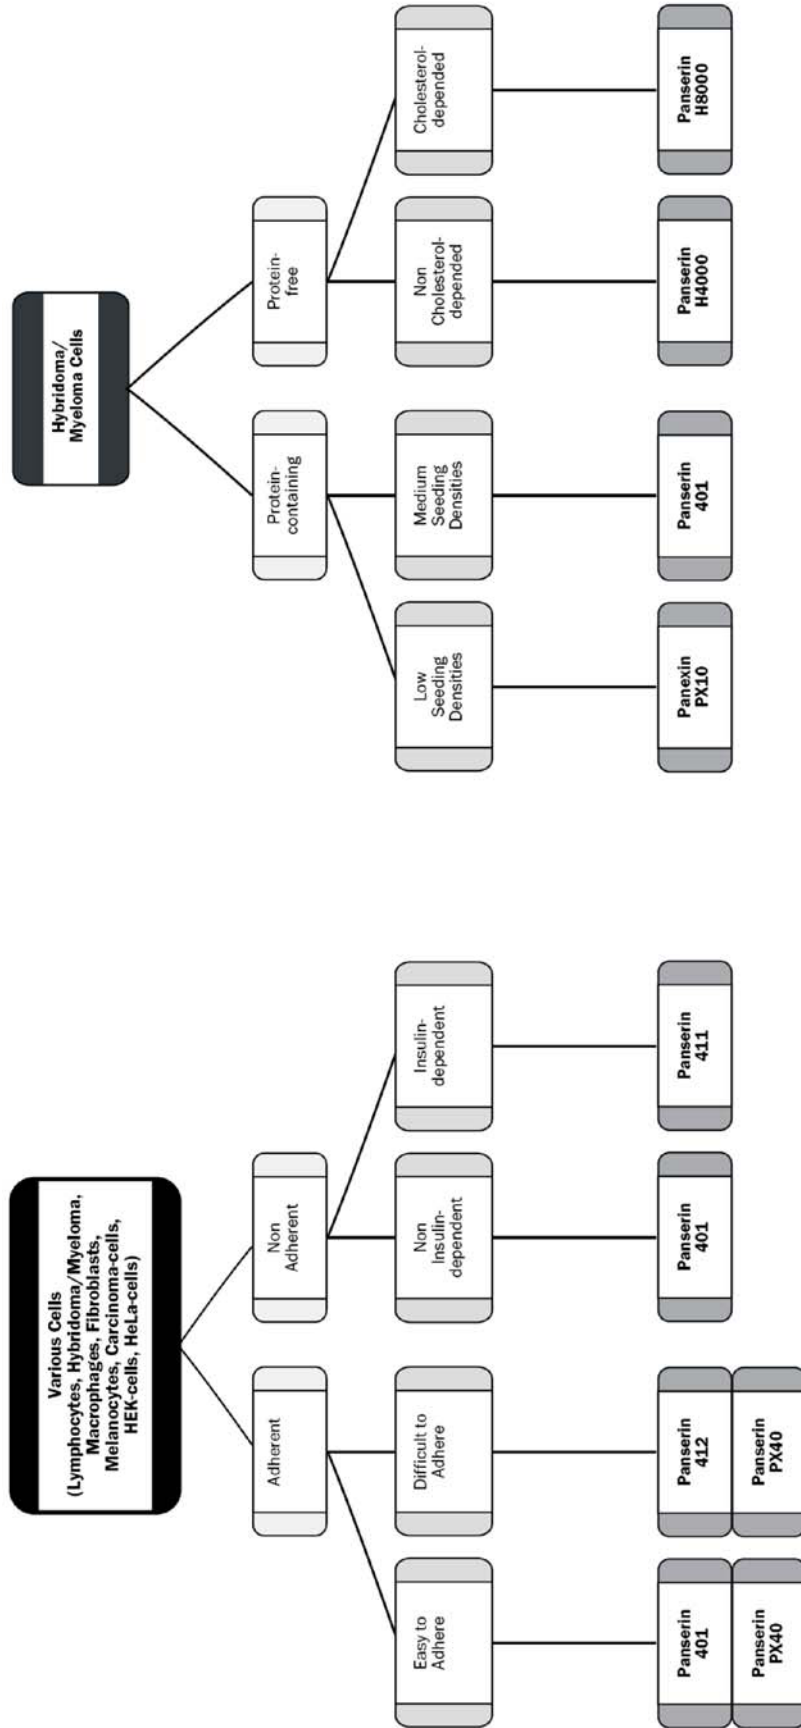 Various Cells
(Lymphocytes, Hybridoma/Myeloma,
Macrophages, Fibroblasts,
Melanocytes, Carcinoma-cells,
HEK-cells, HeLa-cells)
Adherent
Non
Adherent
Easy to
Adhere
Difficult to
Adhere
Non
Insulin-
dependent
Insulin-
dependent
Panserin
401
Panserin
PX40
Panserin
412
Panserin
PX40
Panserin
401
Panserin
411
Hybridoma/
Myeloma Cells
Protein-
containing
Protein-
free
Low
Seeding
Densities
Medium
Seeding
Densities
Non
Cholesterol-
depended
Cholesterol-
depended
Panexin
PX10
Panserin
401
Panserin
H4000
Panserin
H8000